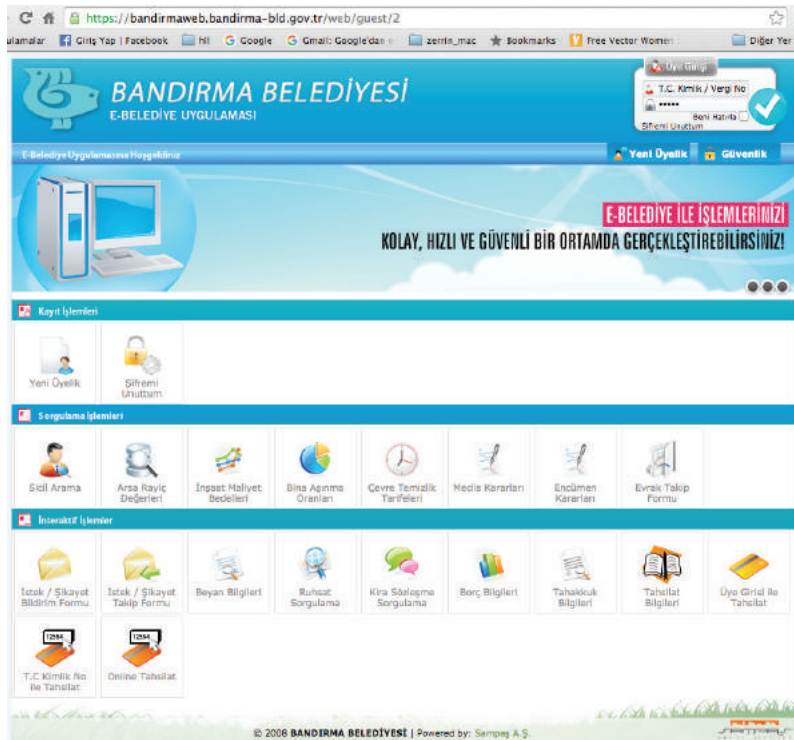 https://bandirmaweb.bandirma-bld.gov.tr/web/guest/2
ulamalar Giriş Yap | Facebook hll Google Gmail: Google'dan e zerrin_mac Bookmarks Free Vector Women Diğer Yer
Üye Girişi
T.C. Kimlik / Vergi No
•••••
Beni Hatırla
Şifremi Unuttum
BANDIRMA BELEDİYESİ
E-BELEDİYE UYGULAMASI
E-Belediye Uygulamasına Hoşgeldiniz
Yeni Üyelik Güvenlik
E-BELEDİYE İLE İŞLEMLERİNİZİ
KOLAY, HIZLI VE GÜVENLİ BİR ORTAMDA GERÇEKLEŞTİREBİLİRSİNİZ!
Kayıt İşlemleri
Yeni Üyelik Şifremi Unuttum
Sorgulama İşlemleri
Sicil Arama Arsa Rayiç Değerleri İnşaat Maliyet Bedelleri Bina Aşınma Oranları Çevre Temizlik Tarifeleri Meclis Kararları Encümen Kararları Evrak Takip Formu
İnteraktif İşlemler
İstek / Şikayet Bildirim Formu İstek / Şikayet Takip Formu Beyan Bilgileri Ruhsat Sorgulama Kira Sözleşme Sorgulama Borç Bilgileri Tahakkuk Bilgileri Tahsilat Bilgileri Üye Girişi ile Tahsilat
12554 12554
T.C Kimlik No ile Tahsilat Online Tahsilat
© 2008 BANDIRMA BELEDİYESİ | Powered by: Sampaş A.Ş.